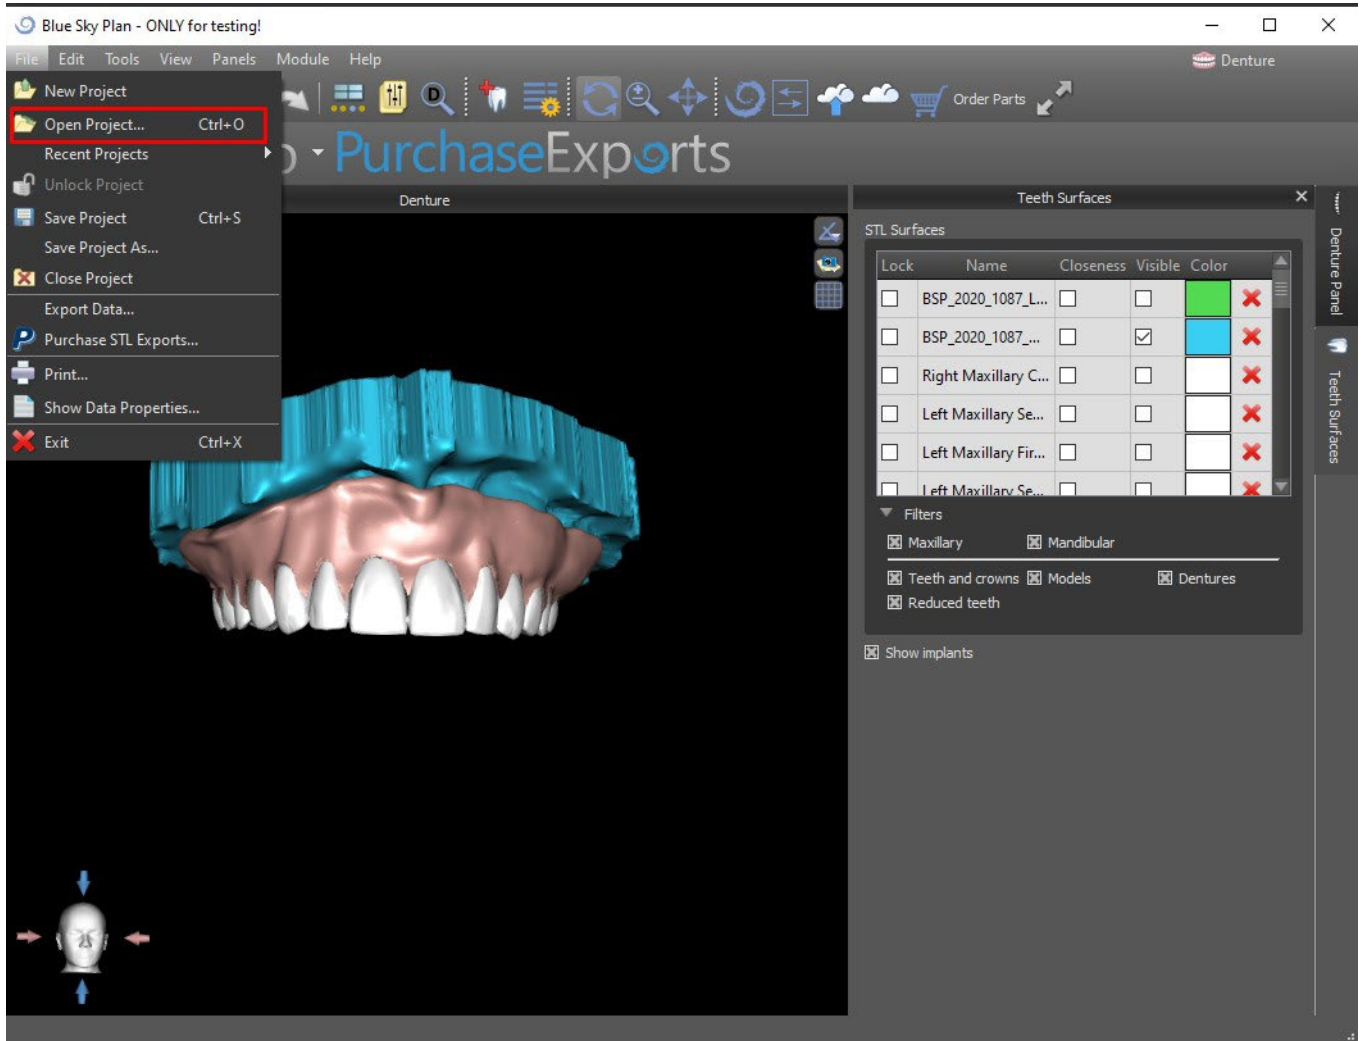 Blue Sky Plan - ONLY for testing!
File Edit Tools View Panels Module Help
Denture
New Project
Open Project... Ctrl+O
Recent Projects
Unlock Project
Save Project Ctrl+S
Save Project As...
Close Project
Export Data...
Purchase STL Exports...
Print...
Show Data Properties...
Exit Ctrl+X
D
Order Parts
PurchaseExports
Denture
Teeth Surfaces
STL Surfaces
Lock Name Closeness Visible Color
BSP_2020_1087_L...
BSP_2020_1087_...
Right Maxillary C...
Left Maxillary Se...
Left Maxillary Fir...
Left Maxillary Se...
Filters
Maxillary Mandibular
Teeth and crowns Models Dentures
Reduced teeth
Show implants
Denture Panel
Teeth Surfaces